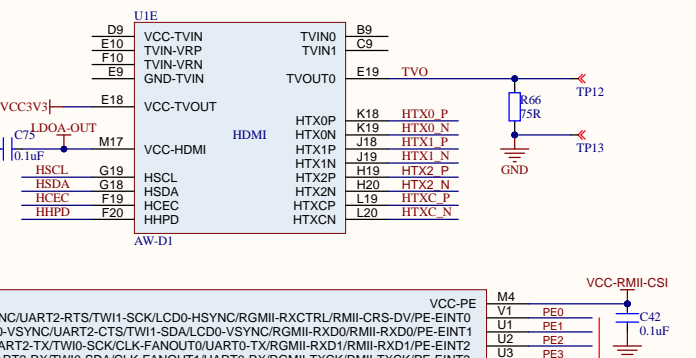 U1E
D9 VCC-TVIN TVIN0 B9
E10 TVIN-VRP TVIN1 C9
F10 TVIN-VRN
E9 GND-TVIN TVOUT0 E19 TVO
TP12
VCC3V3 E18 VCC-TVOUT
R66
75R
HTX0P K18 HTX0_P
C75 LDOA-OUT HDMI HTX0N K19 HTX0_N
0.1uF M17 VCC-HDMI HTX1P J18 HTX1_P
TP13
HTX1N J19 HTX1_N
GND
HSCL G19 HSCL HTX2P H19 HTX2_P
HSDA G18 HSDA HTX2N H20 HTX2_N
HCEC F19 HCEC HTXCP L19 HTXC_P
HHPD F20 HHPD HTXCN L20 HTXC_N
AW-D1
VCC-RMII-CSI
VCC-PE M4
NC/UART2-RTS/TWI1-SCK/LCD0-HSYNC/RGMII-RXCTRL/RMII-CRS-DV/PE-EINT0 V1 PE0
C42
0-VSYNC/UART2-CTS/TWI1-SDA/LCD0-VSYNC/RGMII-RXD0/RMII-RXD0/PE-EINT1 U1 PE1
0.1uF
ART2-TX/TWI0-SCK/CLK-FANOUT0/UART0-TX/RGMII-RXD1/RMII-RXD1/PE-EINT2 U2 PE2
U3 PE3